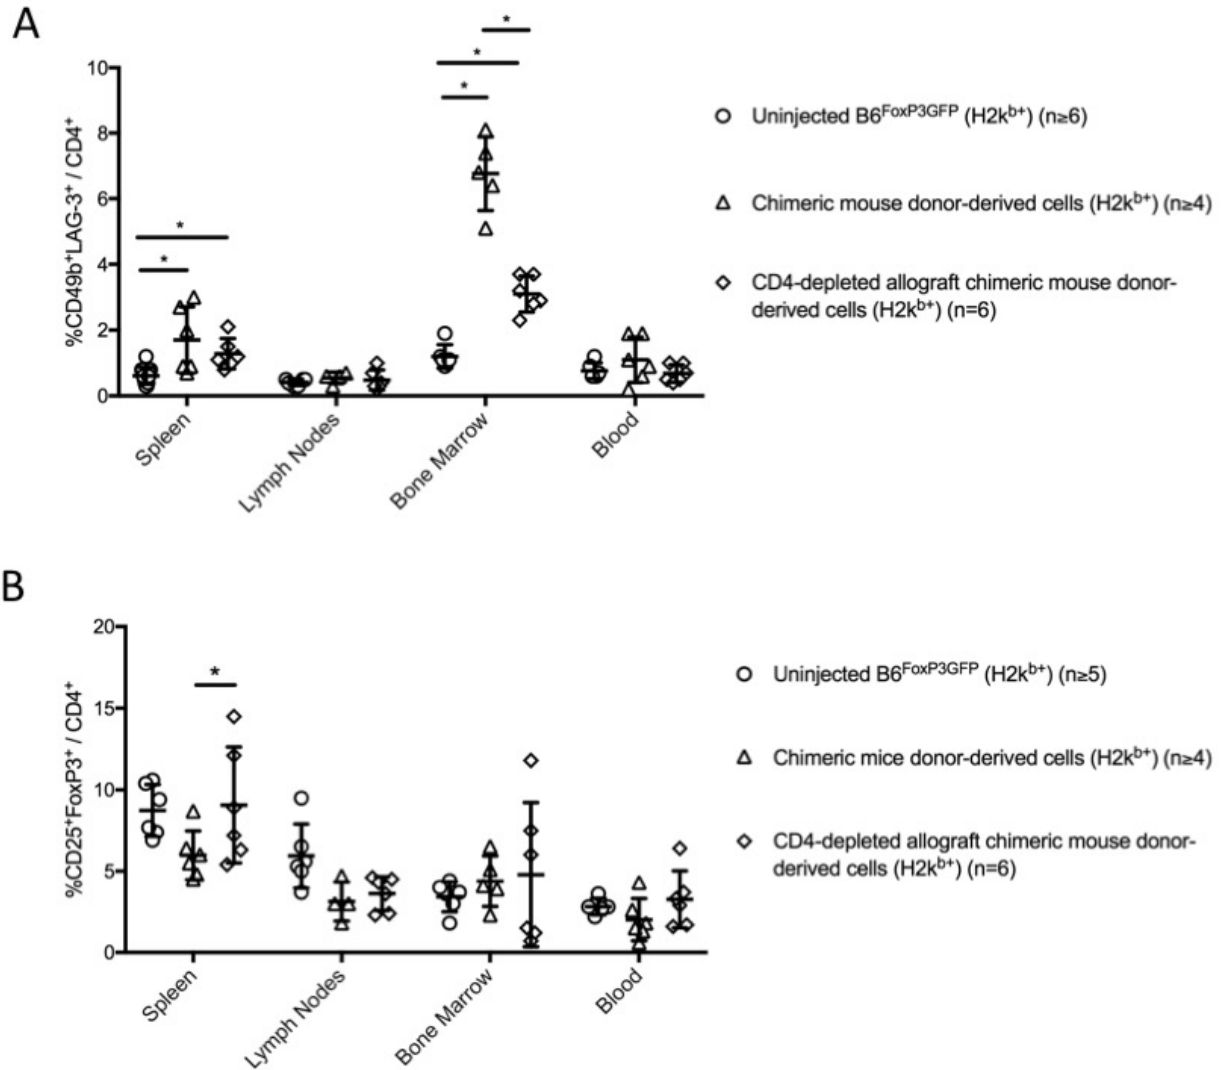 A
%CD49b⁺LAG-3⁺ / CD4⁺
10
8
6
4
2
0
*
*
*
*
*
Spleen
Lymph Nodes
Bone Marrow
Blood
Uninjected B6ᶠᵒˣᴾ³ᴳᶠᴾ (H2kᵇ⁺) (n≥6)
Chimeric mouse donor-derived cells (H2kᵇ⁺) (n≥4)
CD4-depleted allograft chimeric mouse donor-
derived cells (H2kᵇ⁺) (n=6)
B
%CD25⁺FoxP3⁺ / CD4⁺
20
15
10
5
0
*
Spleen
Lymph Nodes
Bone Marrow
Blood
Uninjected B6ᶠᵒˣᴾ³ᴳᶠᴾ (H2kᵇ⁺) (n≥5)
Chimeric mice donor-derived cells (H2kᵇ⁺) (n≥4)
CD4-depleted allograft chimeric mouse donor-
derived cells (H2kᵇ⁺) (n=6)